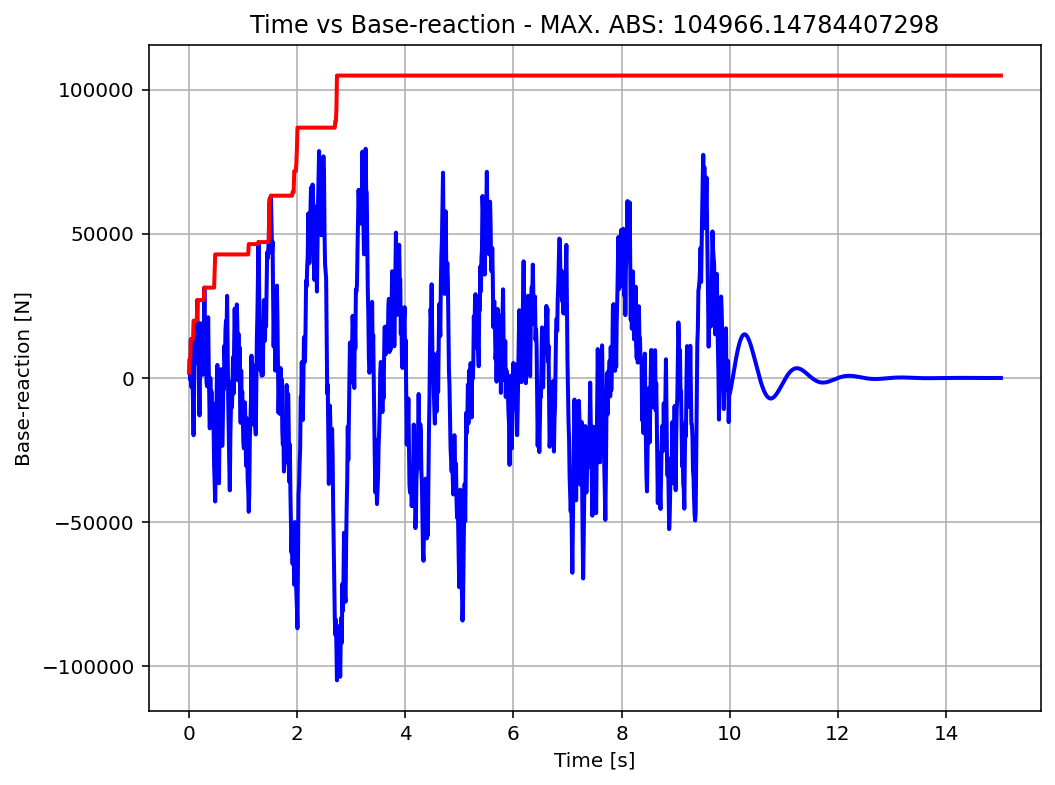 Time vs Base-reaction - MAX. ABS: 104966.14784407298
100000
50000
0
−50000
−100000
Base-reaction [N]
0 2 4 6 8 10 12 14
Time [s]